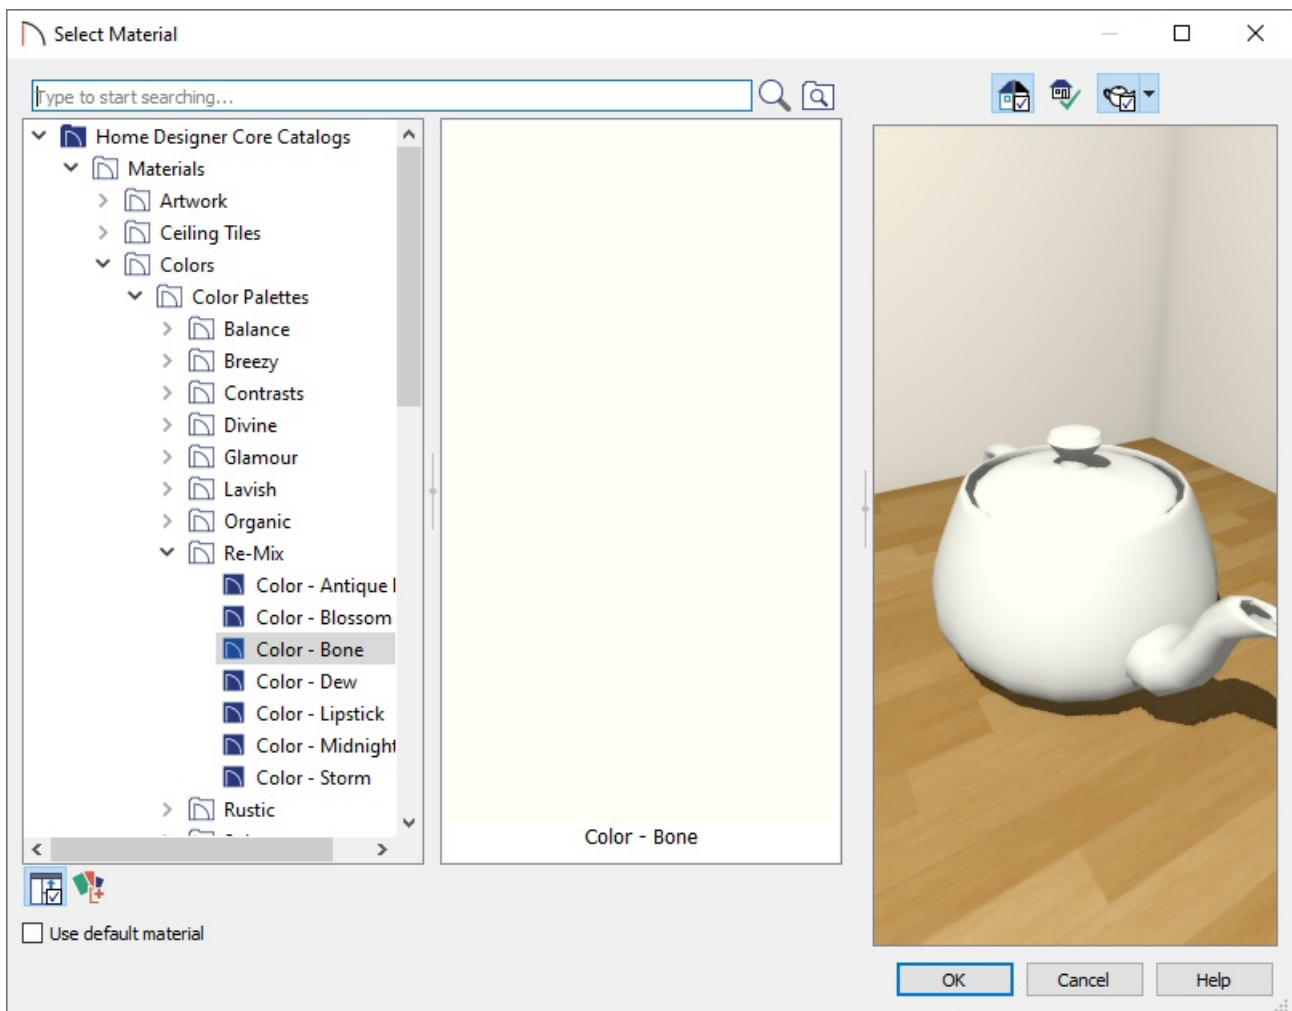 Select Material
Type to start searching...
Home Designer Core Catalogs
Materials
Artwork
Ceiling Tiles
Colors
Color Palettes
Balance
Breezy
Contrasts
Divine
Glamour
Lavish
Organic
Re-Mix
Color - Antique
Color - Blossom
Color - Bone
Color - Dew
Color - Lipstick
Color - Midnight
Color - Storm
Rustic
Color - Bone
Use default material
OK Cancel Help